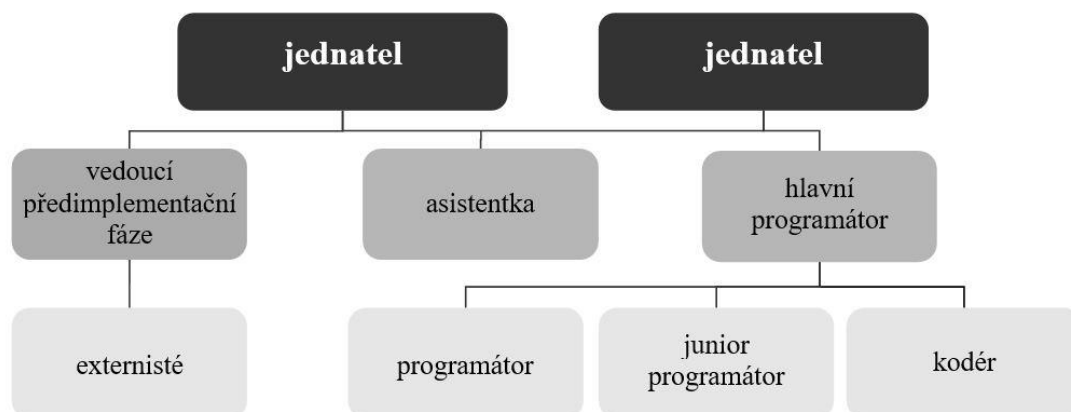 jednatel
jednatel
vedoucí
předimplementační
fáze
asistentka
hlavní
programátor
externisté
programátor
junior
programátor
kodér